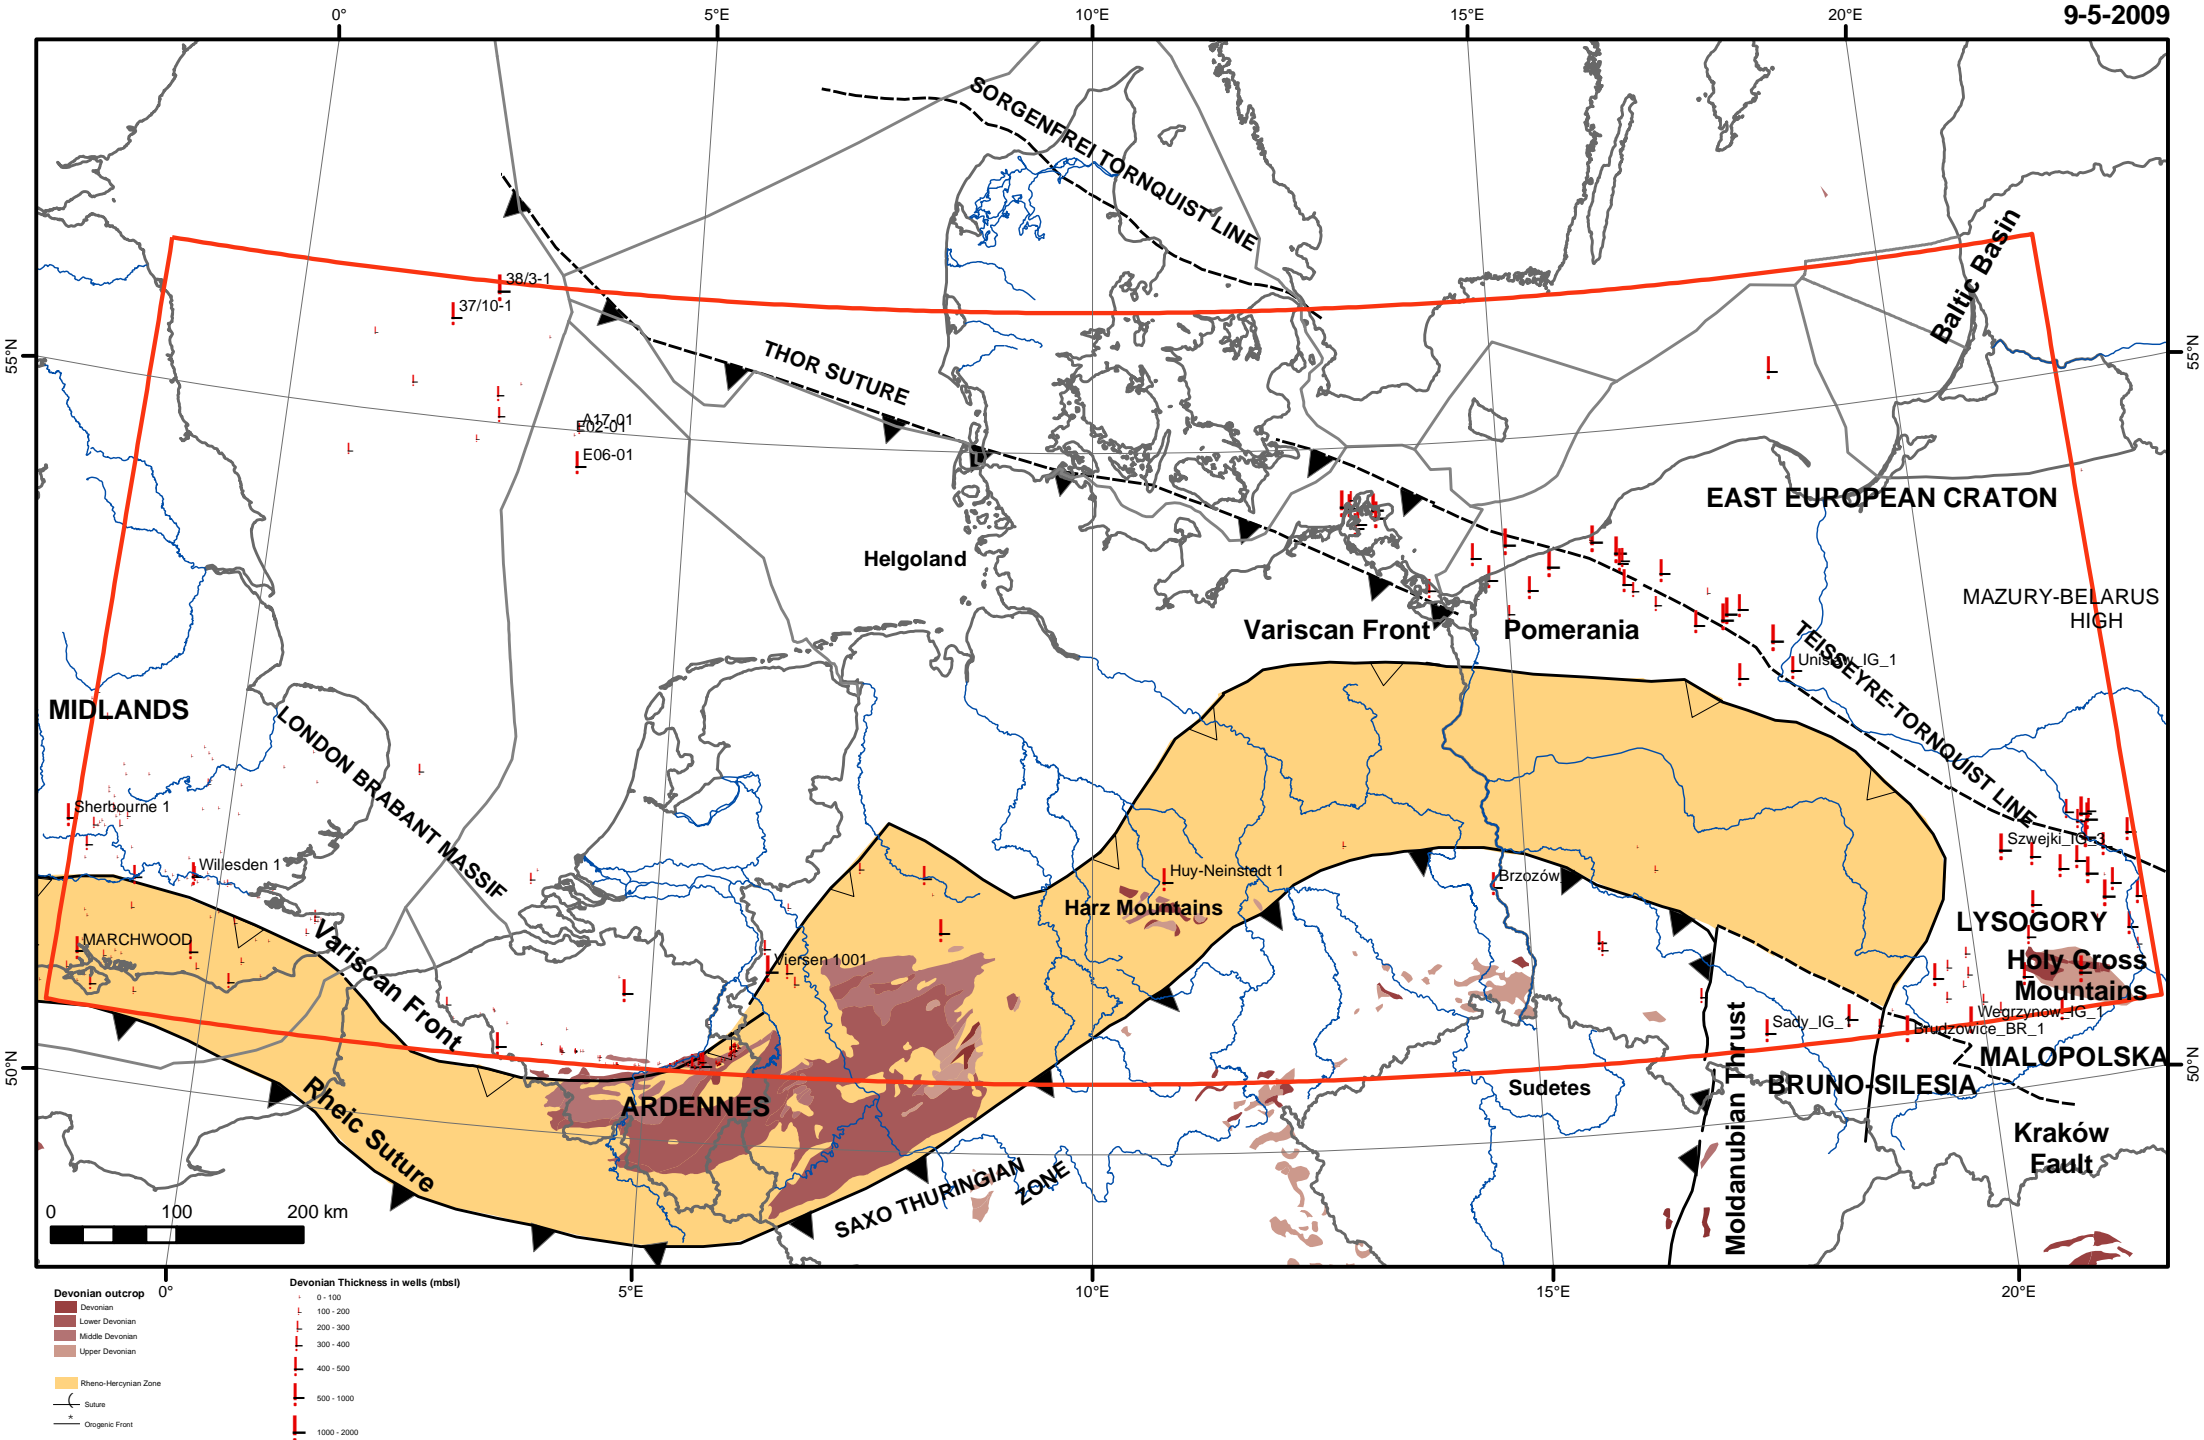 0°
5°E
10°E
15°E
20°E
9-5-2009
SORGENFREI TORNQUIST LINE
Baltic Basin
38/3-1
37/10-1
55°N
55°N
THOR SUTURE
A17-01
E02-01
E06-01
EAST EUROPEAN CRATON
Helgoland
MAZURY-BELARUS
HIGH
Variscan Front
Pomerania
TEISSEYRE-TORNQUIST LINE
Unislaw_IG_1
MIDLANDS
LONDON BRABANT MASSIF
Sherbourne 1
Willesden 1
Szwejki_IG_3
Huy-Neinstedt 1
Brzozów
Harz Mountains
LYSOGORY
MARCHWOOD
Variscan Front
Viersen 1001
Holy Cross
Mountains
Wegrzynow_IG_1
Sady_IG_1
Brudzowice_BR_1
MALOPOLSKA
50°N
50°N
Rheic Suture
ARDENNES
Sudetes
Moldanubian Thrust
BRUNO-SILESIA
Kraków
Fault
SAXO THURINGIAN
ZONE
0
100
200 km
0°
5°E
10°E
15°E
20°E
Devonian outcrop
Devonian
Lower Devonian
Middle Devonian
Upper Devonian
Rheno-Hercynian Zone
Suture
Orogenic Front
Devonian Thickness in wells (mbsl)
0 - 100
100 - 200
200 - 300
300 - 400
400 - 500
500 - 1000
1000 - 2000